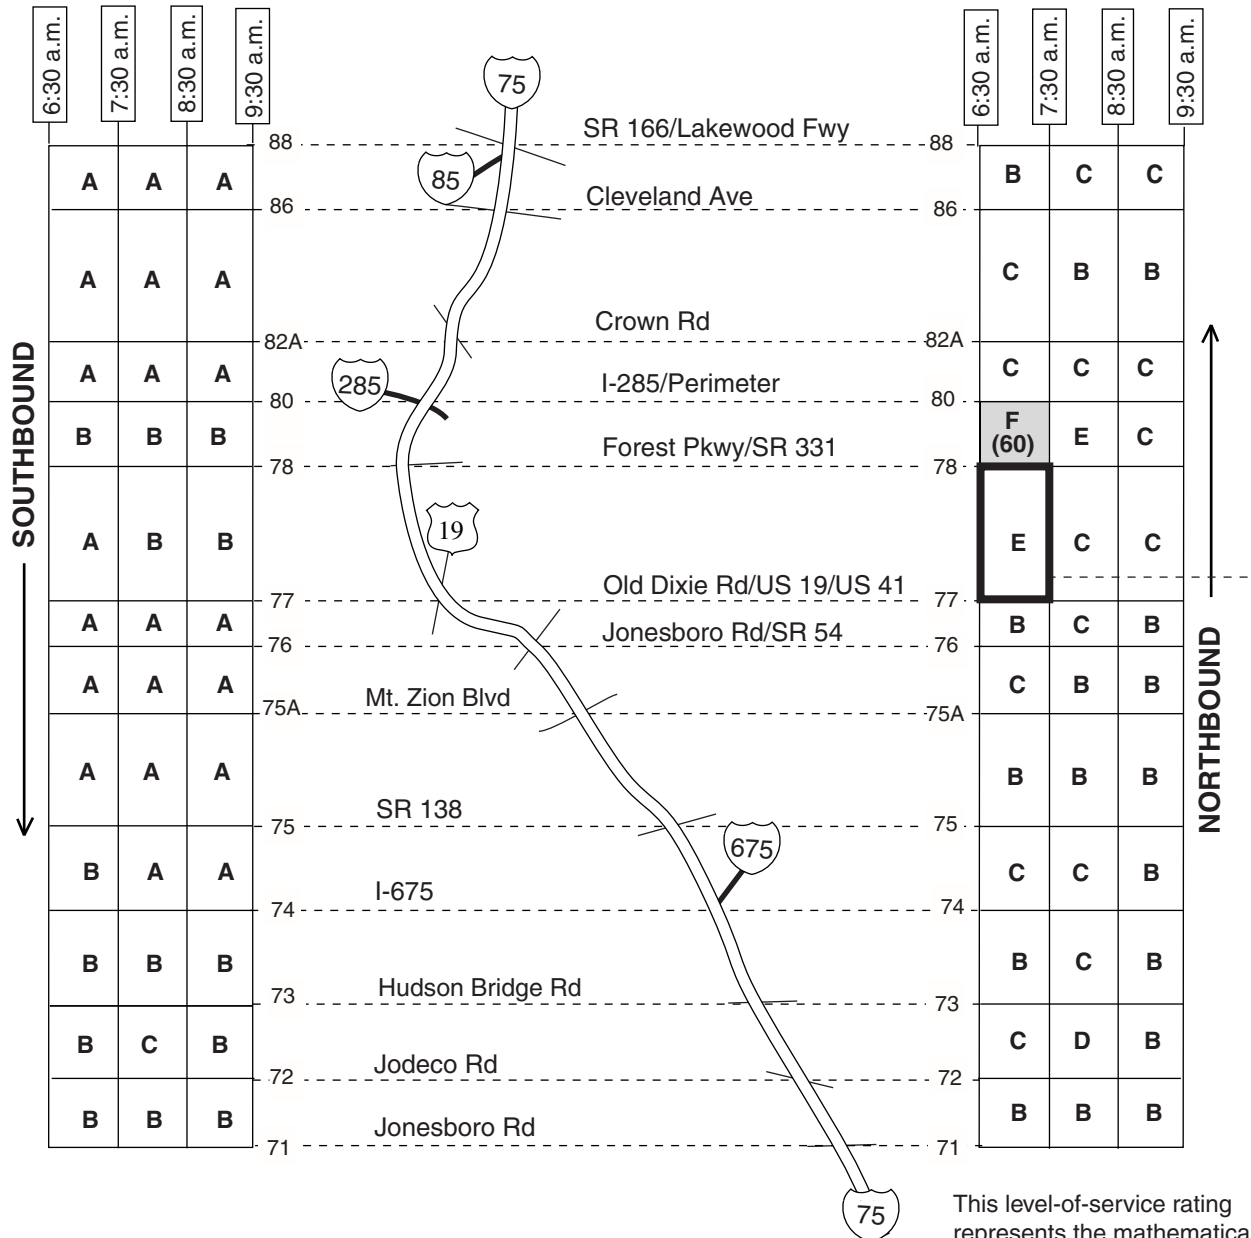 6:30 a.m. 7:30 a.m. 8:30 a.m. 9:30 a.m. 6:30 a.m. 7:30 a.m. 8:30 a.m. 9:30 a.m.
75
SR 166/Lakewood Fwy
88 88
A A A 85 B C C
Cleveland Ave
86 86
A A A C B B
Crown Rd
82A 82A
A A A 285 I-285/Perimeter C C C
80 80
B B B Forest Pkwy/SR 331 F (60) E C
78 78
SOUTHBOUND
A B B 19 E C C
Old Dixie Rd/US 19/US 41
77 77
A A A Jonesboro Rd/SR 54 B C B
76 76
A A A Mt. Zion Blvd C B B
75A 75A
NORTHBOUND
A A A B B B
SR 138
75 75
675
B A A C C B
I-675
74 74
B B B B C B
Hudson Bridge Rd
73 73
B C B C D B
Jodeco Rd
72 72
B B B Jonesboro Rd B B B
71 71
75
This level-of-service rating
represents the mathematica